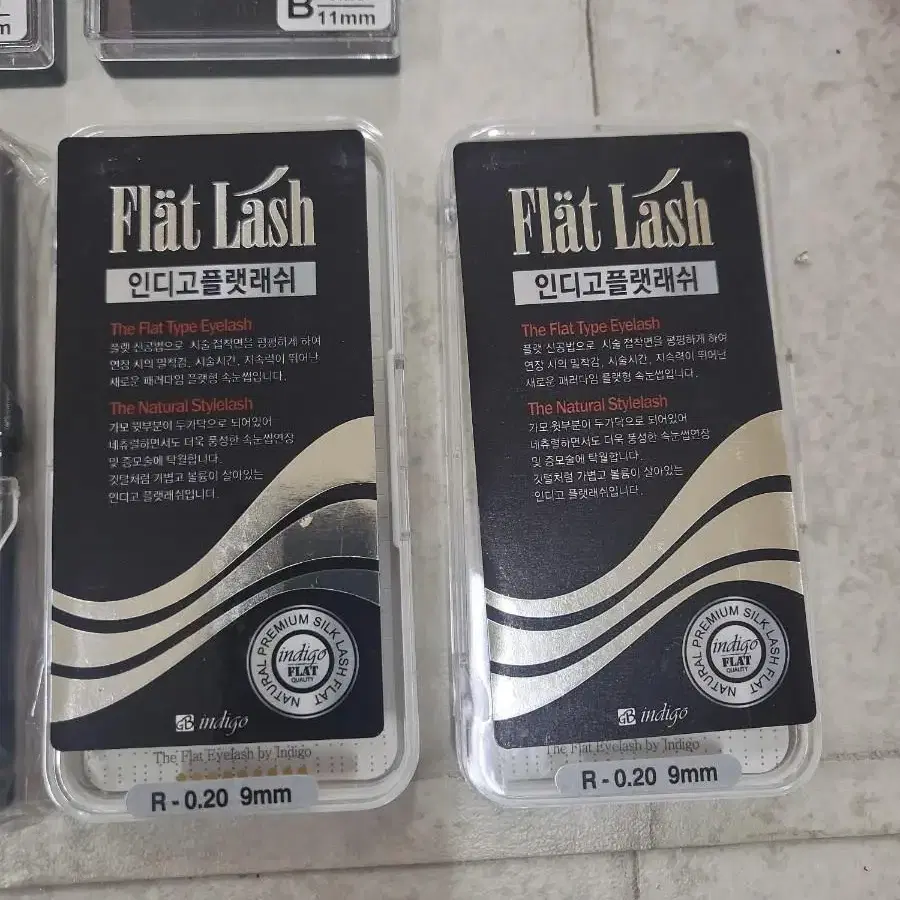 m
B
11mm
Flät Lash
인디고플랫래쉬
The Flat Type Eyelash
플랫 신공법으로 시술 접착면을 평평하게 하여
연장 시의 밀착감, 시술시간, 지속력이 뛰어난
새로운 패러다임 플랫형 속눈썹입니다.
The Natural Stylelash
가모 윗부분이 두가닥으로 되어있어
네츄럴하면서도 더욱 풍성한 속눈썹연장
및 증모술에 탁월합니다.
깃털처럼 가볍고 볼륨이 살아있는
인디고 플랫래쉬입니다.
NATURAL PREMIUM SILK LASH FLAT
indigo
FLAT
QUALITY
GB indigo
The Flat Eyelash by Indigo
R - 0.20 9mm
Flät Lash
인디고플랫래쉬
The Flat Type Eyelash
플랫 신공법으로 시술 접착면을 평평하게 하여
연장 시의 밀착감, 시술시간, 지속력이 뛰어난
새로운 패러다임 플랫형 속눈썹입니다.
The Natural Stylelash
가모 윗부분이 두가닥으로 되어있어
네츄럴하면서도 더욱 풍성한 속눈썹연장
및 증모술에 탁월합니다.
깃털처럼 가볍고 볼륨이 살아있는
인디고 플랫래쉬입니다.
NATURAL PREMIUM SILK LASH FLAT
indigo
FLAT
QUALITY
GB indigo
The Flat Eyelash by Indigo
R - 0.20 9mm